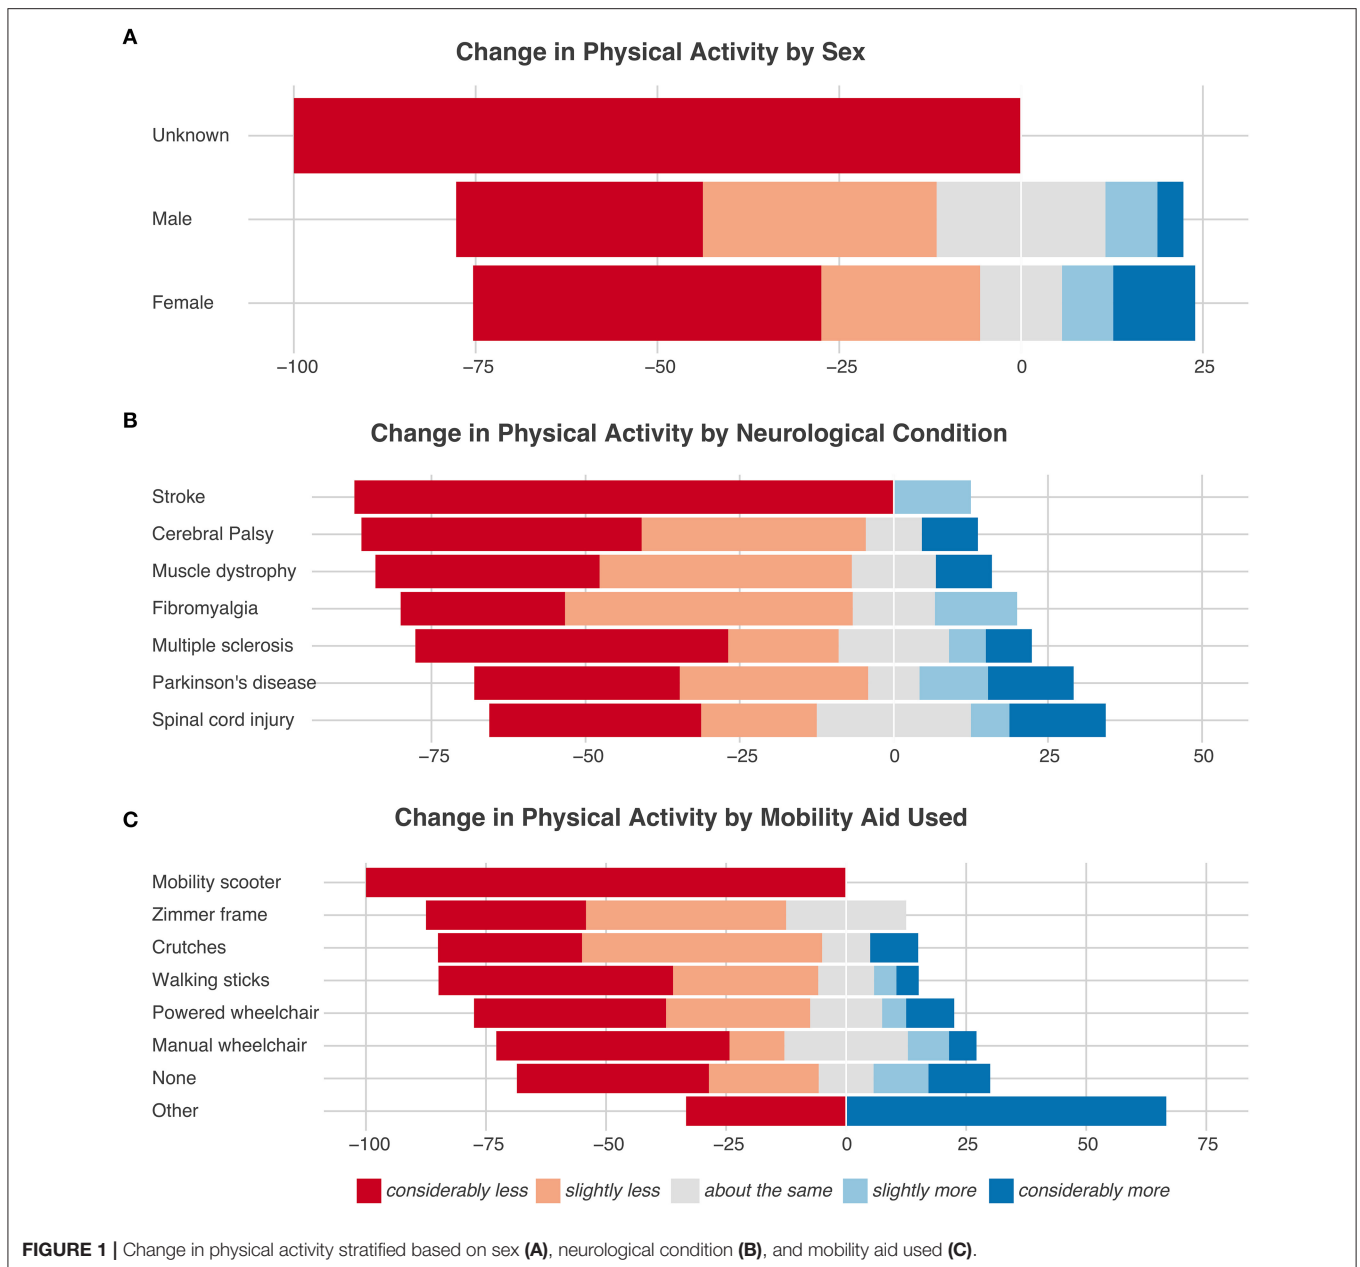 A
Change in Physical Activity by Sex
Unknown
Male
Female
−100 −75 −50 −25 0 25
B
Change in Physical Activity by Neurological Condition
Stroke
Cerebral Palsy
Muscle dystrophy
Fibromyalgia
Multiple sclerosis
Parkinson's disease
Spinal cord injury
−75 −50 −25 0 25 50
C
Change in Physical Activity by Mobility Aid Used
Mobility scooter
Zimmer frame
Crutches
Walking sticks
Powered wheelchair
Manual wheelchair
None
Other
−100 −75 −50 −25 0 25 50 75
considerably less slightly less about the same slightly more considerably more
FIGURE 1 | Change in physical activity stratified based on sex (A), neurological condition (B), and mobility aid used (C).